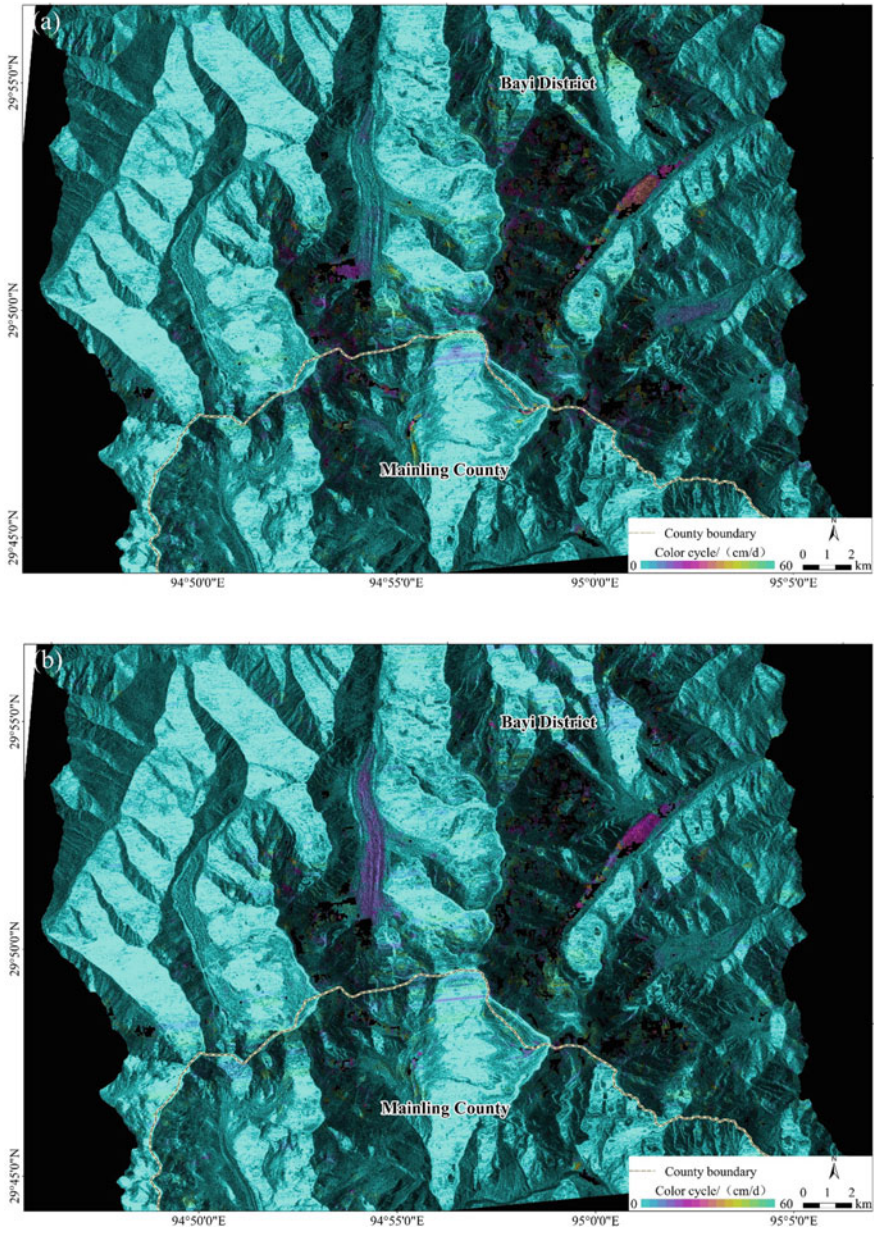 (a)
Bayi District
29°55'0"N
29°50'0"N
Mainling County
29°45'0"N
County boundary
N
Color cycle/（cm/d）
0 60
0 1 2
km
94°50'0"E 94°55'0"E 95°0'0"E 95°5'0"E
(b)
Bayi District
29°55'0"N
29°50'0"N
Mainling County
29°45'0"N
County boundary
N
Color cycle/（cm/d）
0 60
0 1 2
km
94°50'0"E 94°55'0"E 95°0'0"E 95°5'0"E